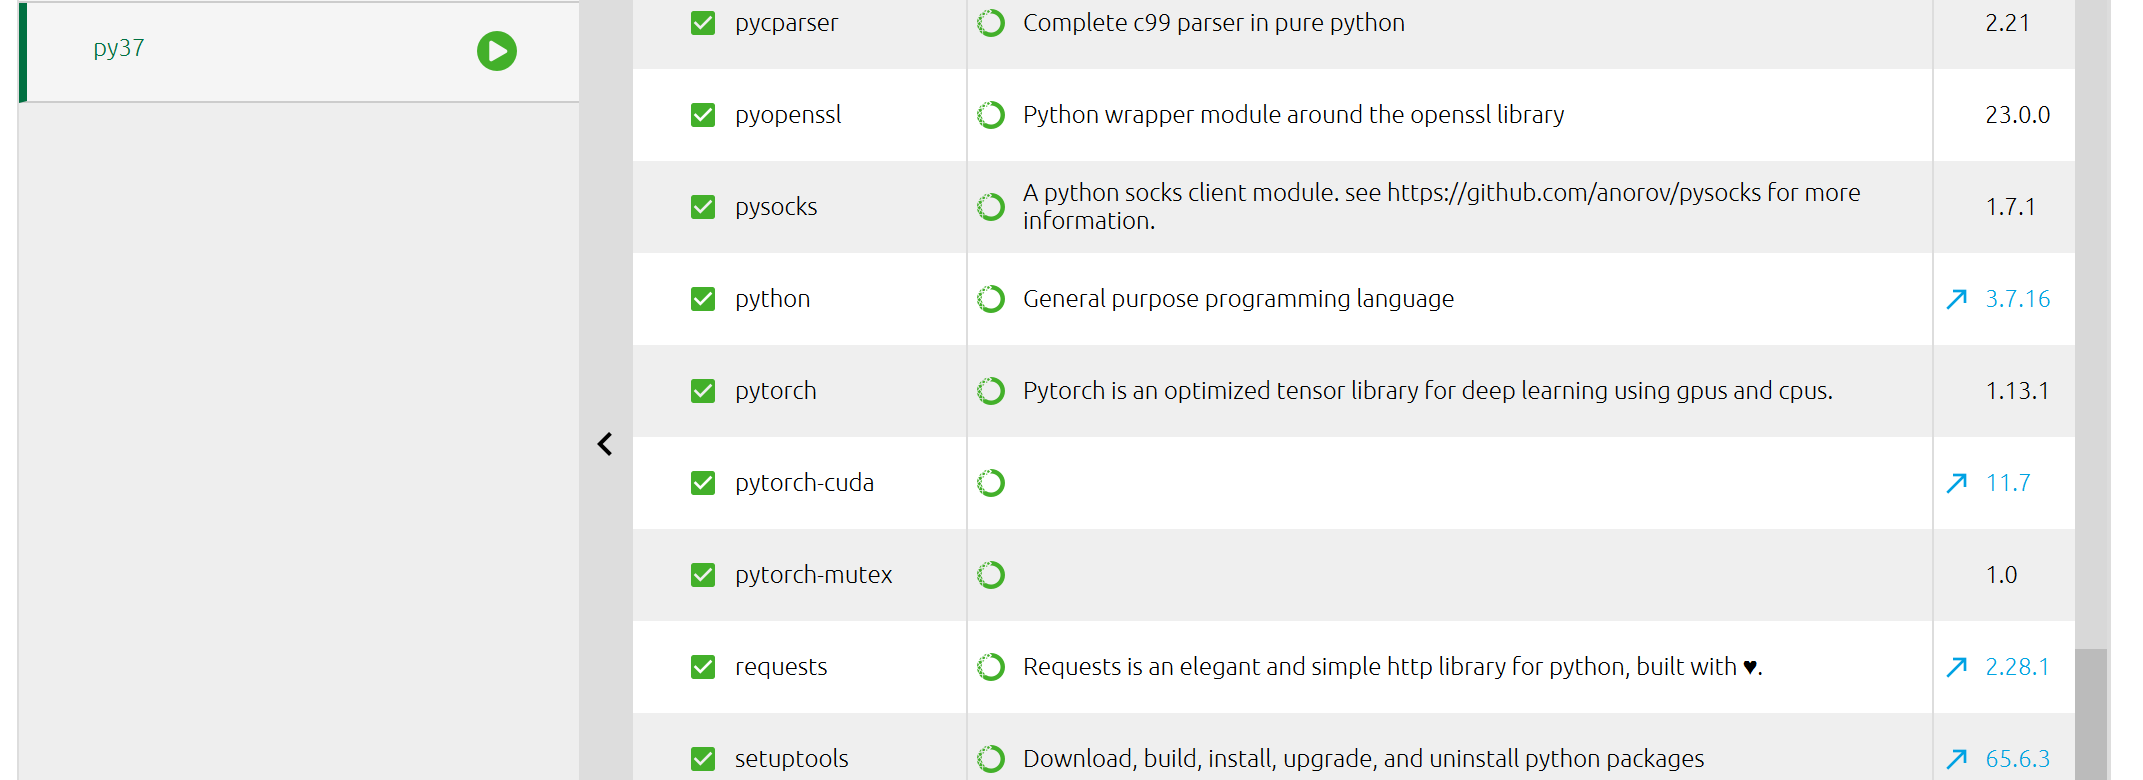 py37
pycparser Complete c99 parser in pure python 2.21
pyopenssl Python wrapper module around the openssl library 23.0.0
pysocks A python socks client module. see https://github.com/anorov/pysocks for more
information. 1.7.1
python General purpose programming language 3.7.16
pytorch Pytorch is an optimized tensor library for deep learning using gpus and cpus. 1.13.1
pytorch-cuda 11.7
pytorch-mutex 1.0
requests Requests is an elegant and simple http library for python, built with ♥. 2.28.1
setuptools Download, build, install, upgrade, and uninstall python packages 65.6.3